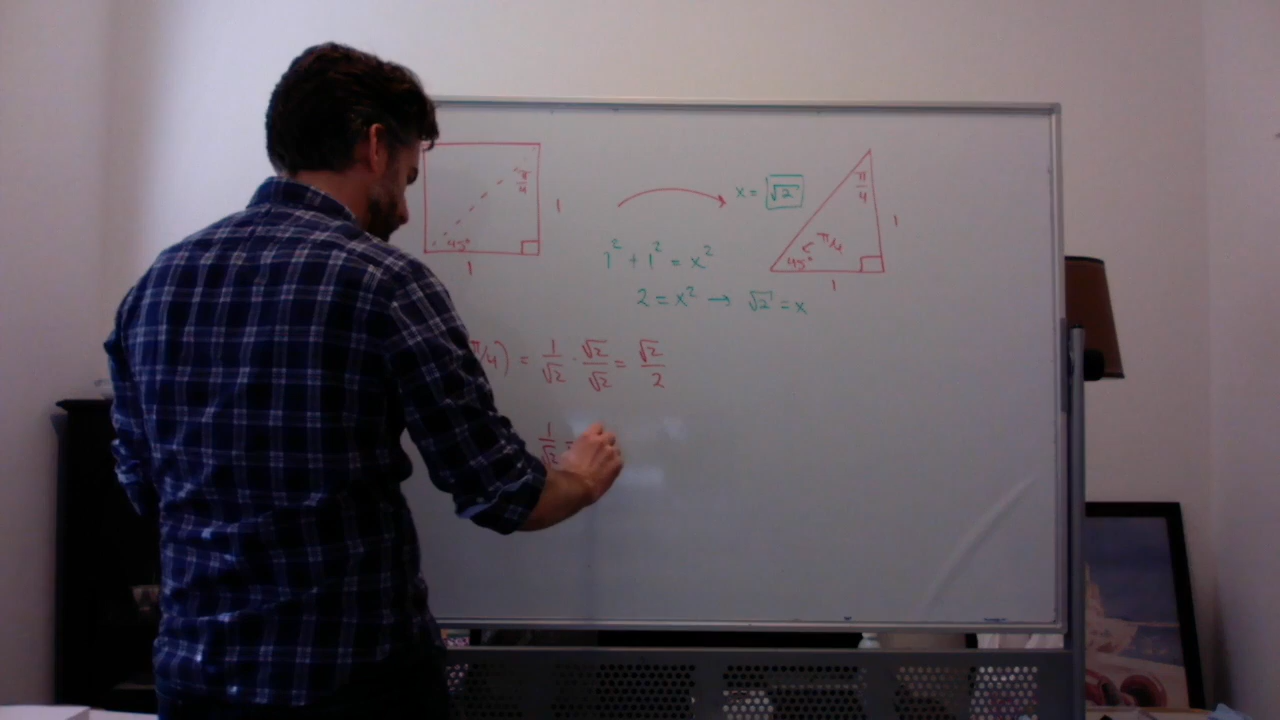 π/4
45°
1
1
x = √2
1² + 1² = x²
2 = x² → √2 = x
π/4
π/4
45°
1
1
π/4) = 1/√2 · √2/√2 = √2/2
1/√2 =